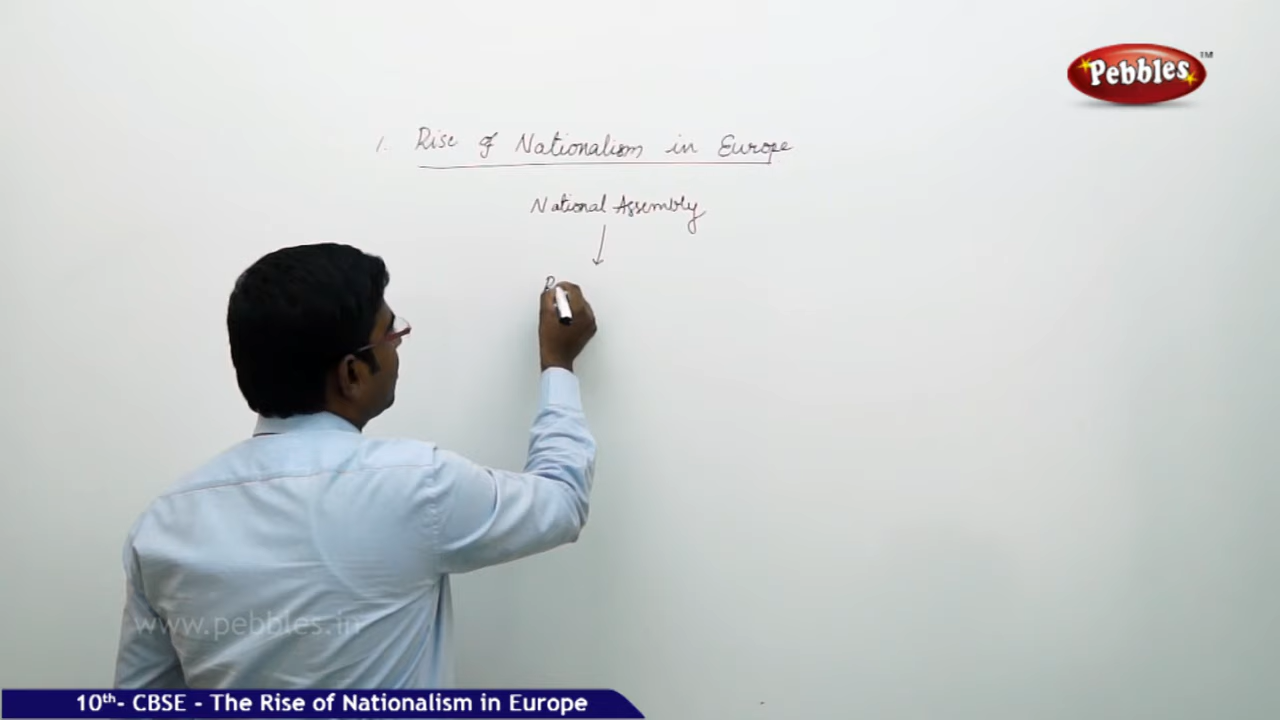 Pebbles™
1. Rise of Nationalism in Europe
National Assembly
www.pebbles.in
10th- CBSE - The Rise of Nationalism in Europe